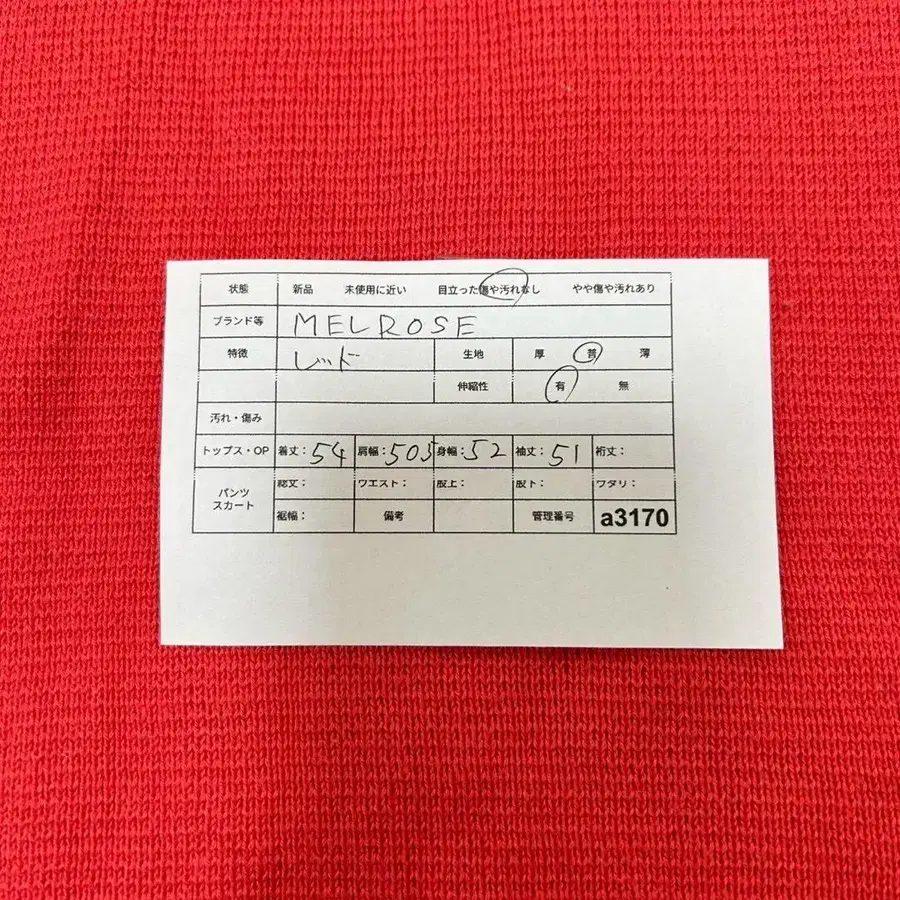 状態 新品 未使用に近い 目立った傷や汚れなし やや傷や汚れあり
ブランド等 MELROSE
特徴 レッド 生地 厚 普 薄
伸縮性 有 無
汚れ・傷み
トップス・OP 着丈:54 肩幅:505 身幅:52 袖丈:51 裄丈:
パンツ スカート 総丈: ウエスト: 股上: 股下: ワタリ:
裾幅: 備考 管理番号 a3170